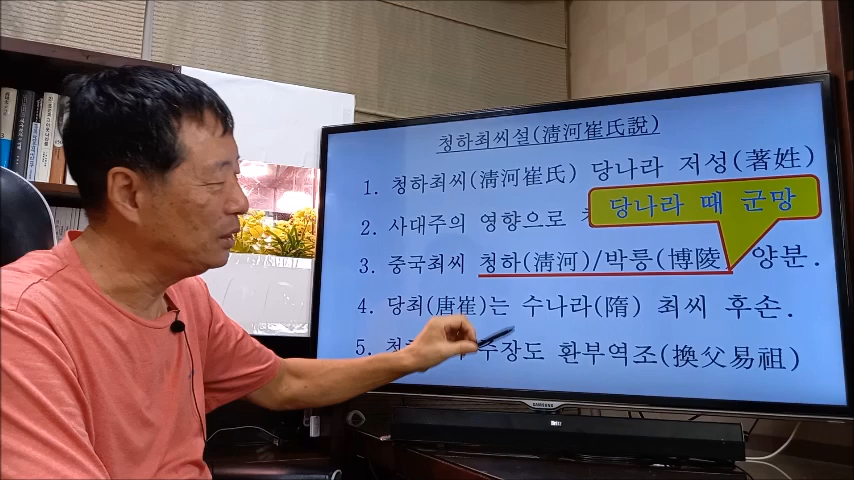 청하최씨설(淸河崔氏說)
1. 청하최씨(淸河崔氏) 당나라 저성(著姓)
2. 사대주의 영향으로
당나라 때 군망
3. 중국최씨 청하(淸河)/박릉(博陵) 양분.
4. 당최(唐崔)는 수나라(隋) 최씨 후손.
5. 수장도 환부역조(換父易祖)
SAMSUNG